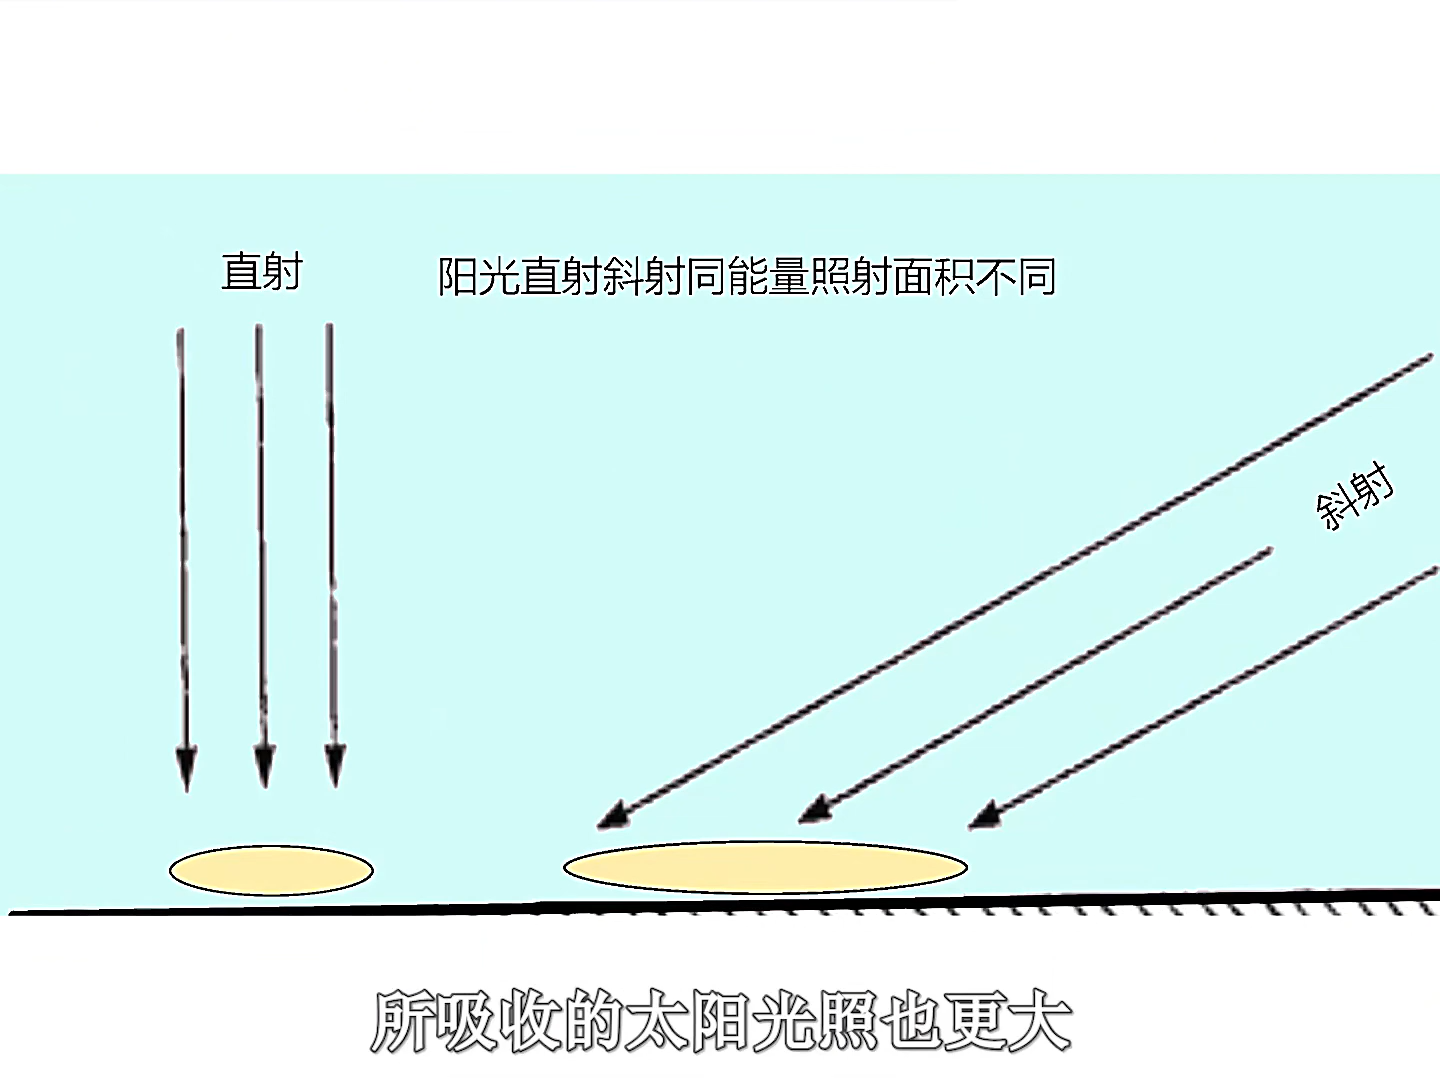 直射
阳光直射斜射同能量照射面积不同
斜射
所吸收的太阳光照也更大